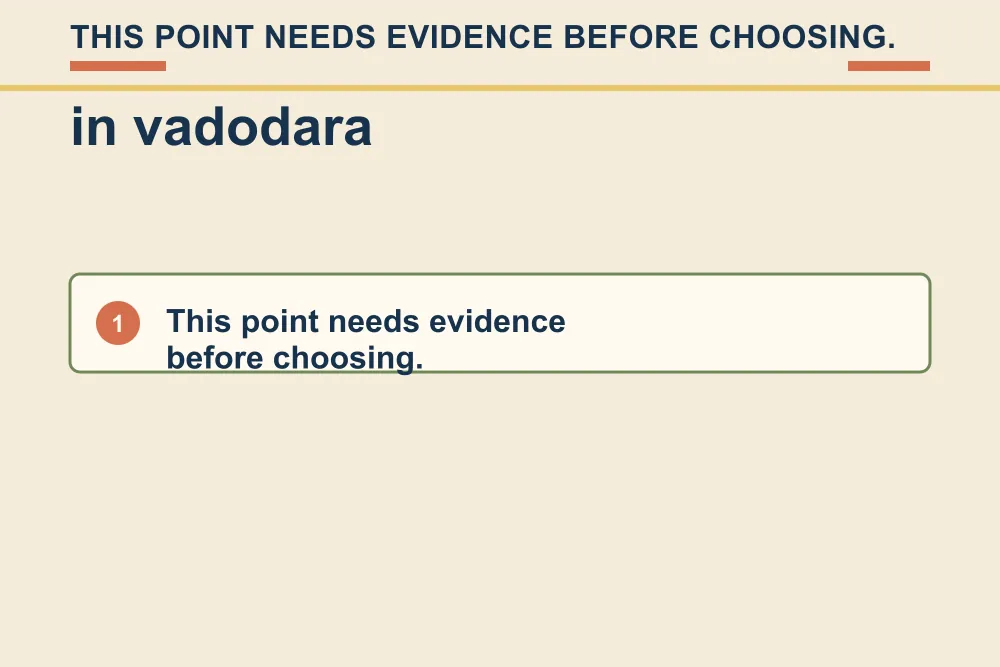 THIS POINT NEEDS EVIDENCE BEFORE CHOOSING.
in vadodara
1
This point needs evidence
before choosing.